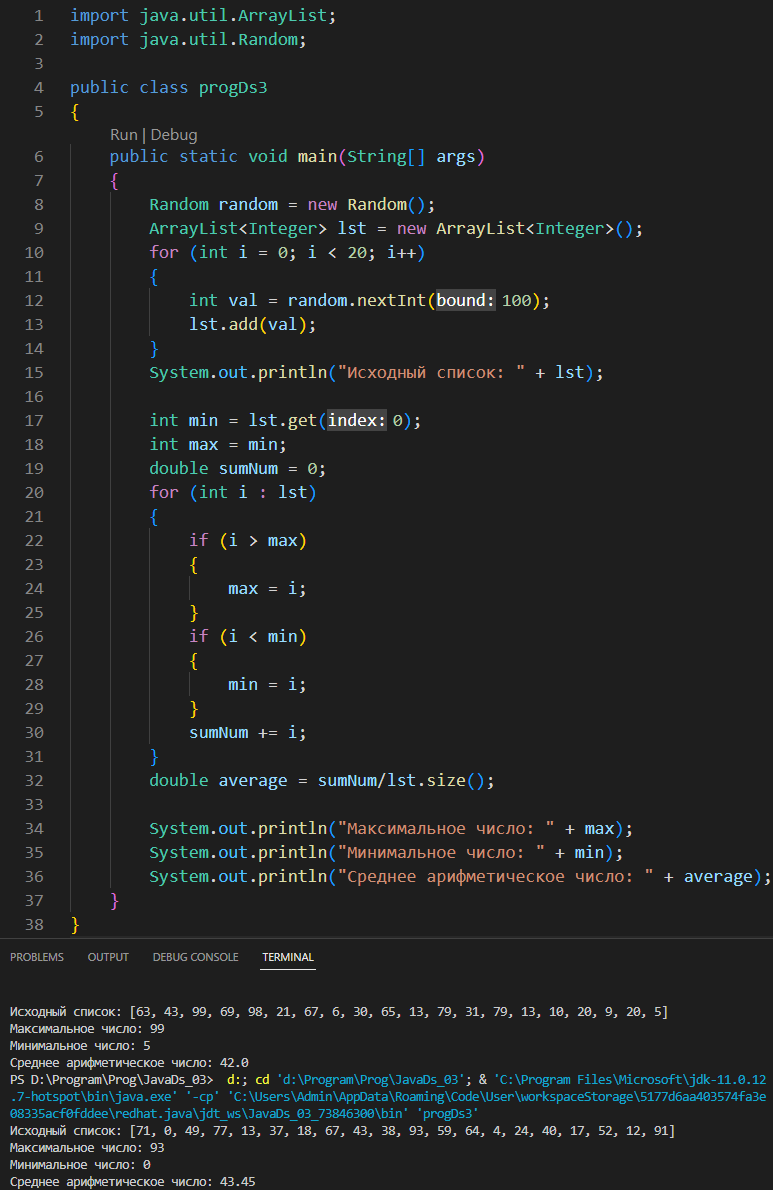 1 import java.util.ArrayList;
2 import java.util.Random;
3
4 public class progDs3
5 {
Run | Debug
6 public static void main(String[] args)
7 {
8 Random random = new Random();
9 ArrayList<Integer> lst = new ArrayList<Integer>();
10 for (int i = 0; i < 20; i++)
11 {
12 int val = random.nextInt(bound: 100);
13 lst.add(val);
14 }
15 System.out.println("Исходный список: " + lst);
16
17 int min = lst.get(index: 0);
18 int max = min;
19 double sumNum = 0;
20 for (int i : lst)
21 {
22 if (i > max)
23 {
24 max = i;
25 }
26 if (i < min)
27 {
28 min = i;
29 }
30 sumNum += i;
31 }
32 double average = sumNum/lst.size();
33
34 System.out.println("Максимальное число: " + max);
35 System.out.println("Минимальное число: " + min);
36 System.out.println("Среднее арифметическое число: " + average);
37 }
38 }
PROBLEMS OUTPUT DEBUG CONSOLE TERMINAL
Исходный список: [63, 43, 99, 69, 98, 21, 67, 6, 30, 65, 13, 79, 31, 79, 13, 10, 20, 9, 20, 5]
Максимальное число: 99
Минимальное число: 5
Среднее арифметическое число: 42.0
PS D:\Program\Prog\JavaDs_03> d:; cd 'd:\Program\Prog\JavaDs_03'; & 'C:\Program Files\Microsoft\jdk-11.0.12
.7-hotspot\bin\java.exe' '-cp' 'C:\Users\Admin\AppData\Roaming\Code\User\workspaceStorage\5177d6aa403574fa3e
08335acf0fddee\redhat.java\jdt_ws\JavaDs_03_73846300\bin' 'progDs3'
Исходный список: [71, 0, 49, 77, 13, 37, 18, 67, 43, 38, 93, 59, 64, 4, 24, 40, 17, 52, 12, 91]
Максимальное число: 93
Минимальное число: 0
Среднее арифметическое число: 43.45